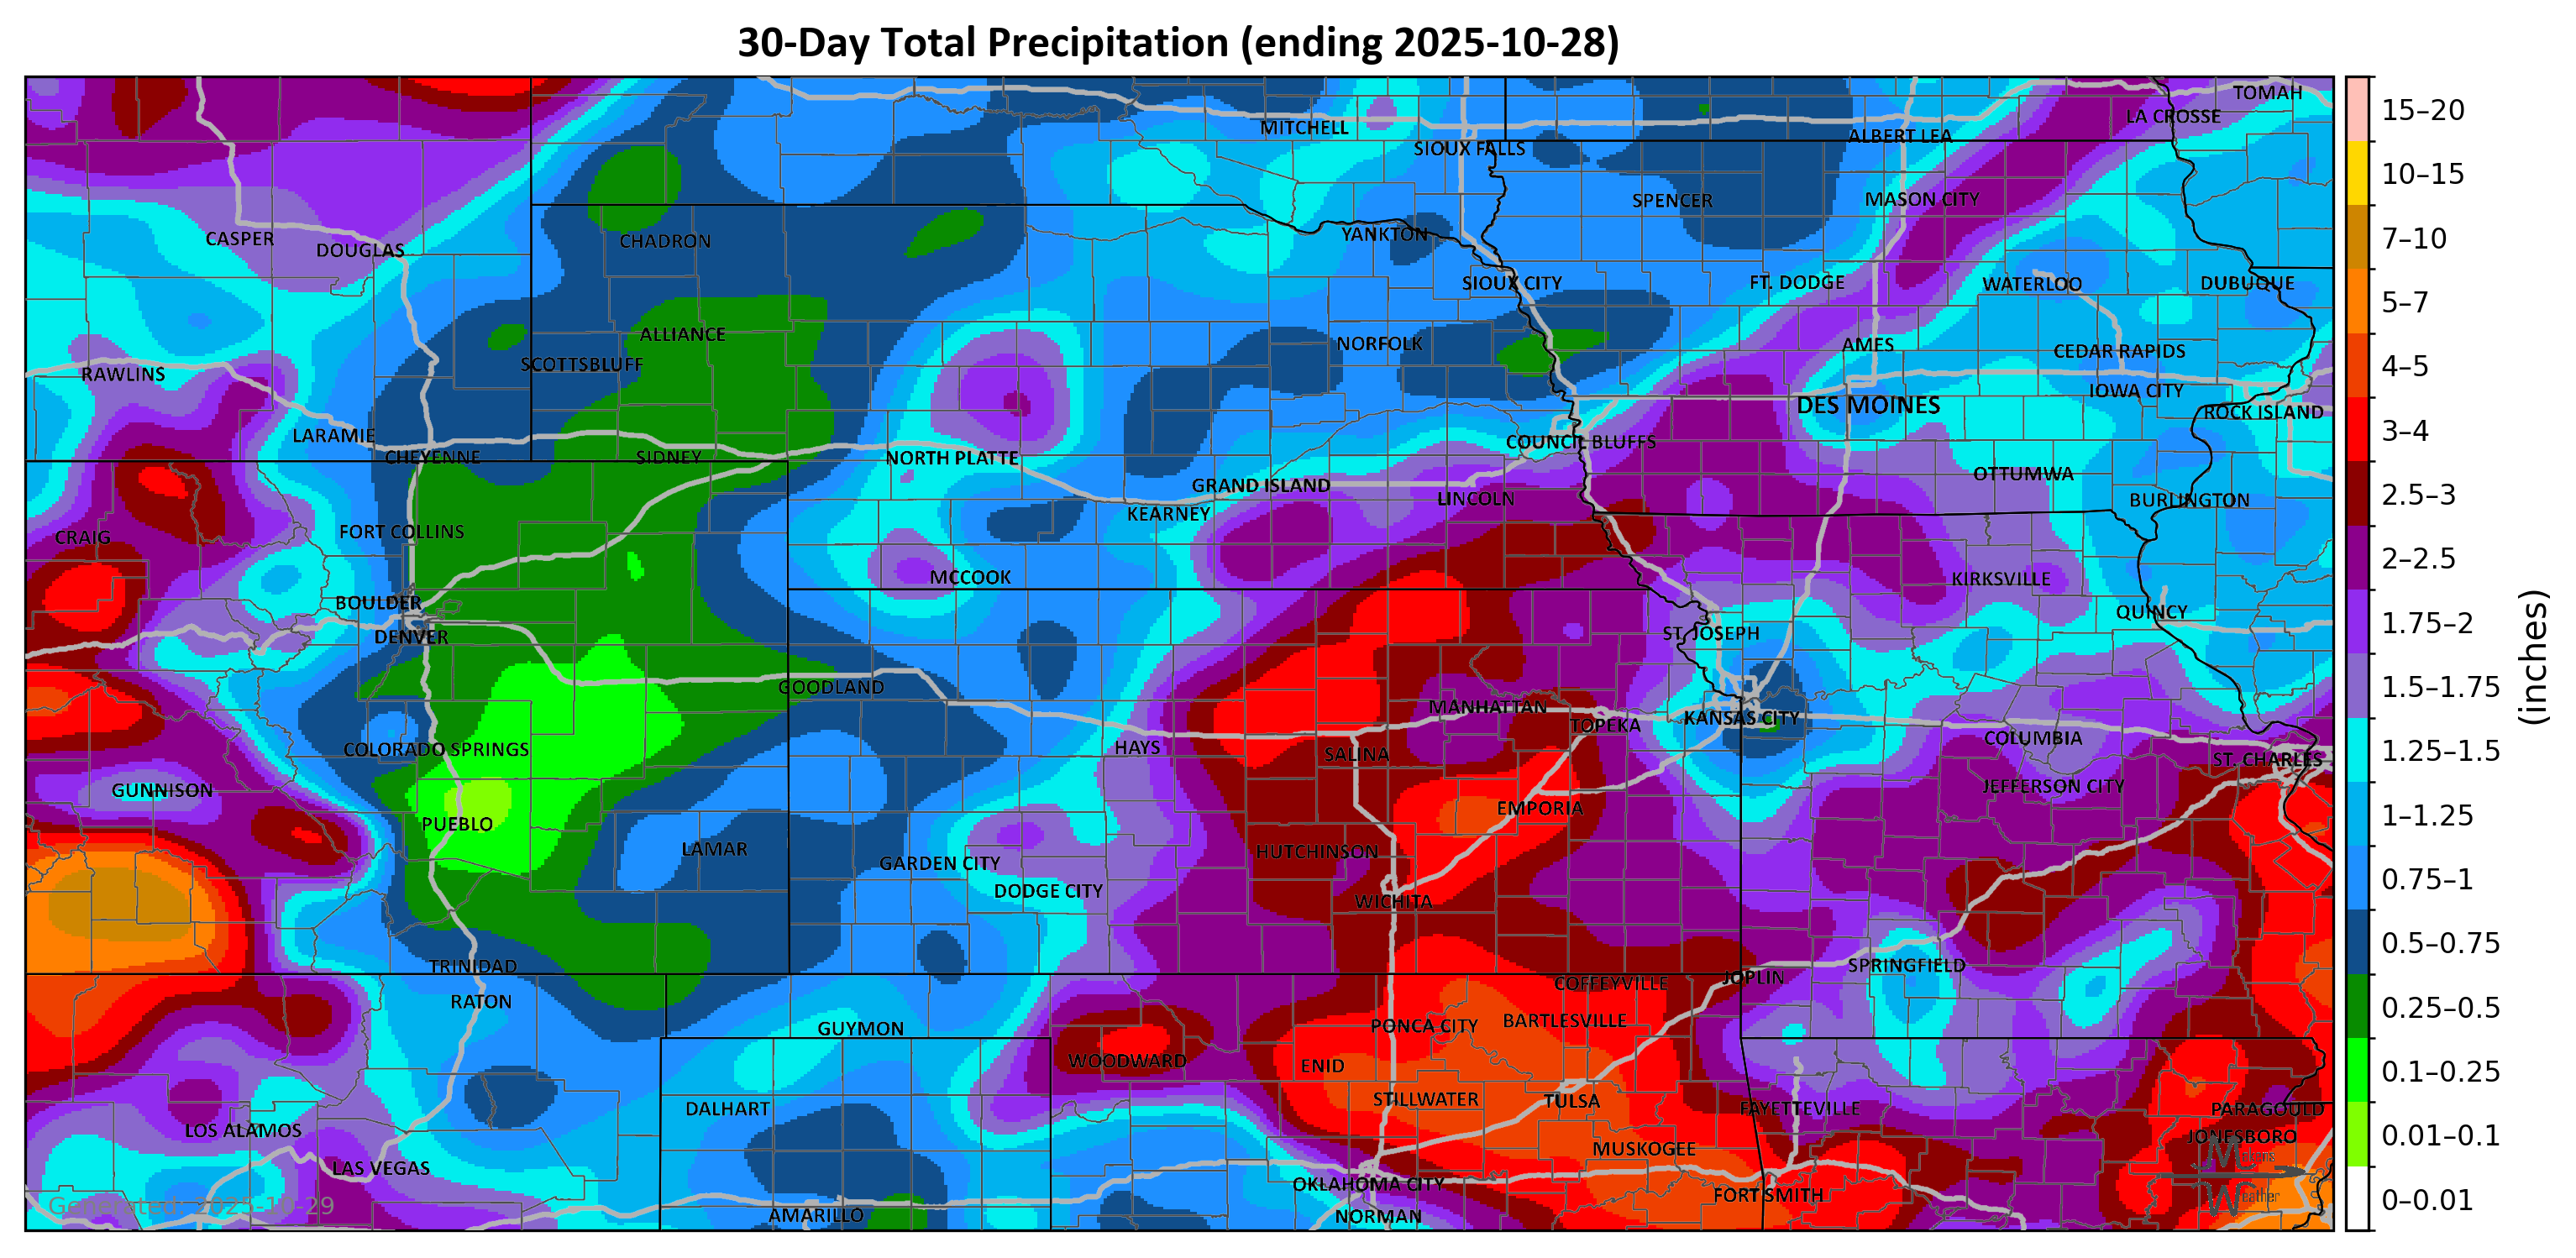 30-Day Total Precipitation (ending 2025-10-28)
TOMAH
LA CROSSE
MITCHELL
ALBERT LEA
SIOUX FALLS
SPENCER
MASON CITY
CASPER
DOUGLAS
CHADRON
YANKTON
SIOUX CITY
FT. DODGE
WATERLOO
DUBUQUE
ALLIANCE
NORFOLK
AMES
CEDAR RAPIDS
SCOTTSBLUFF
RAWLINS
IOWA CITY
DES MOINES
ROCK ISLAND
LARAMIE
COUNCIL BLUFFS
CHEYENNE
SIDNEY
NORTH PLATTE
OTTUMWA
GRAND ISLAND
LINCOLN
BURLINGTON
KEARNEY
FORT COLLINS
CRAIG
MCCOOK
KIRKSVILLE
BOULDER
QUINCY
DENVER
ST. JOSEPH
GOODLAND
MANHATTAN
TOPEKA
KANSAS CITY
COLUMBIA
COLORADO SPRINGS
HAYS
SALINA
ST. CHARLES
GUNNISON
JEFFERSON CITY
EMPORIA
PUEBLO
LAMAR
HUTCHINSON
GARDEN CITY
DODGE CITY
WICHITA
TRINIDAD
SPRINGFIELD
JOPLIN
COFFEYVILLE
RATON
GUYMON
PONCA CITY
BARTLESVILLE
WOODWARD
ENID
STILLWATER
TULSA
DALHART
FAYETTEVILLE
PARAGOULD
LOS ALAMOS
JONESBORO
MUSKOGEE
LAS VEGAS
OKLAHOMA CITY
FORT SMITH
AMARILLO
NORMAN
Generated: 2025-10-29
Weather
15–20
10–15
7–10
5–7
4–5
3–4
2.5–3
2–2.5
1.75–2
1.5–1.75
1.25–1.5
1–1.25
0.75–1
0.5–0.75
0.25–0.5
0.1–0.25
0.01–0.1
0–0.01
(inches)